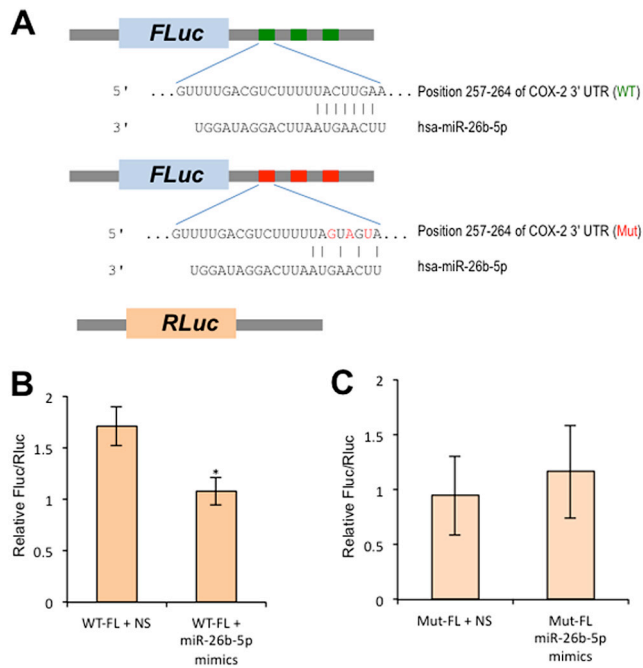 A
FLuc
5' ...GUUUUGACGUCUUUUUACUUGAA... Position 257-264 of COX-2 3' UTR (WT)
3' UGGAUAGGACUUAAUGAACUU hsa-miR-26b-5p
FLuc
5' ...GUUUUGACGUCUUUUUAGUAGUA... Position 257-264 of COX-2 3' UTR (Mut)
3' UGGAUAGGACUUAAUGAACUU hsa-miR-26b-5p
RLuc
B
Relative Fluc/Rluc
2
1.5
1
0.5
0
*
WT-FL + NS
WT-FL +
miR-26b-5p
mimics
C
Relative Fluc/Rluc
2
1.5
1
0.5
0
Mut-FL + NS
Mut-FL
miR-26b-5p
mimics